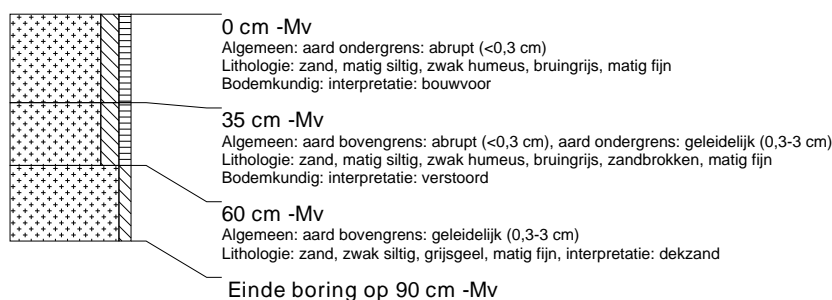 0 cm -Mv
Algemeen: aard ondergrens: abrupt (<0,3 cm)
Lithologie: zand, matig siltig, zwak humeus, bruingrijs, matig fijn
Bodemkundig: interpretatie: bouwvoor
35 cm -Mv
Algemeen: aard bovengrens: abrupt (<0,3 cm), aard ondergrens: geleidelijk (0,3-3 cm)
Lithologie: zand, matig siltig, zwak humeus, bruingrijs, zandbrokken, matig fijn
Bodemkundig: interpretatie: verstoord
60 cm -Mv
Algemeen: aard bovengrens: geleidelijk (0,3-3 cm)
Lithologie: zand, zwak siltig, grijsgeel, matig fijn, interpretatie: dekzand
Einde boring op 90 cm -Mv